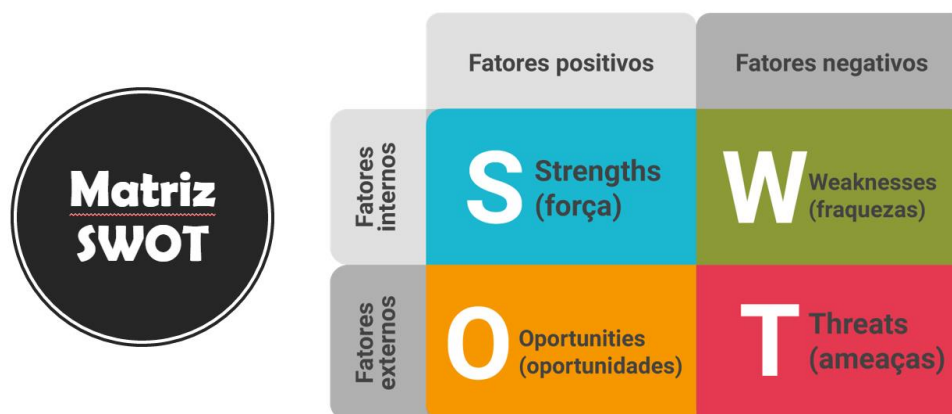 Matriz
SWOT
Fatores positivos
Fatores negativos
Fatores
internos
S
Strengths
(força)
W
Weaknesses
(fraquezas)
Fatores
externos
O
Oportunities
(oportunidades)
T
Threats
(ameaças)